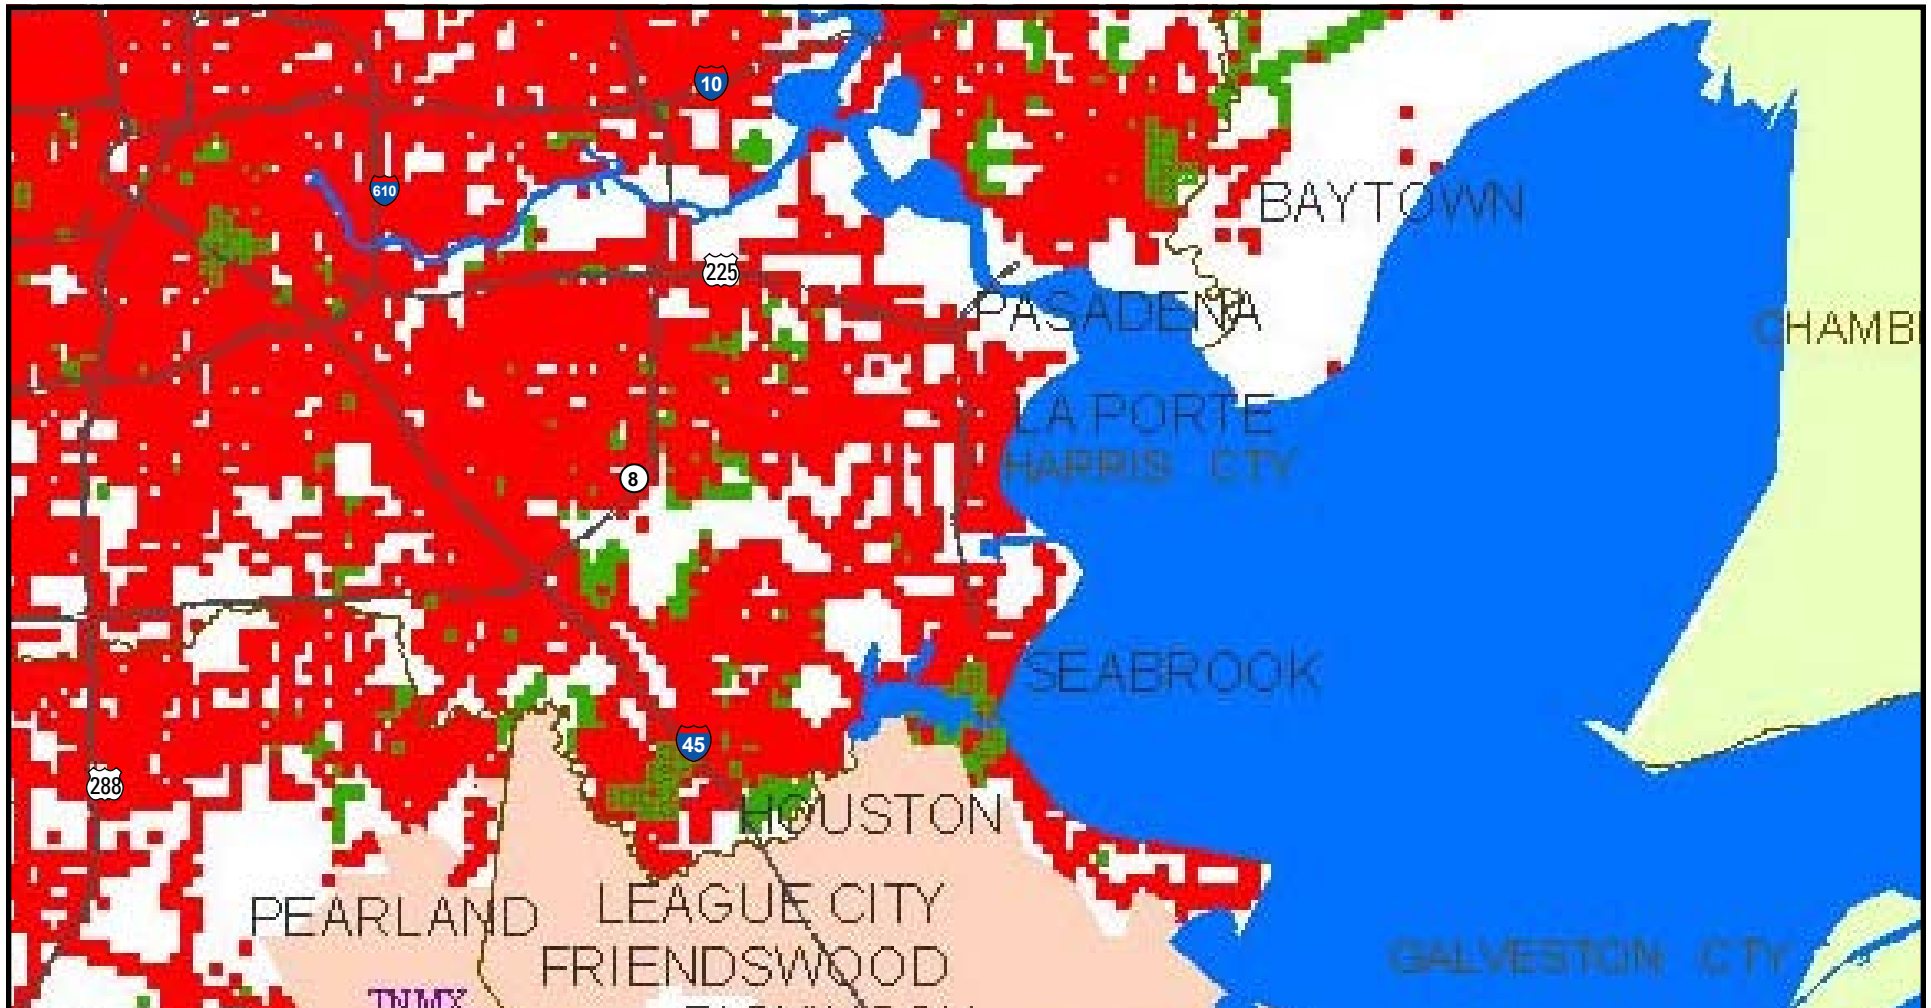 10
610
BAYTOWN
225
PASADENA
CHAMB
LA PORTE
HARRIS CTY
8
SEABROOK
45
288
HOUSTON
LEAGUE CITY
PEARLAND
FRIENDSWOOD
GALVESTON CTY